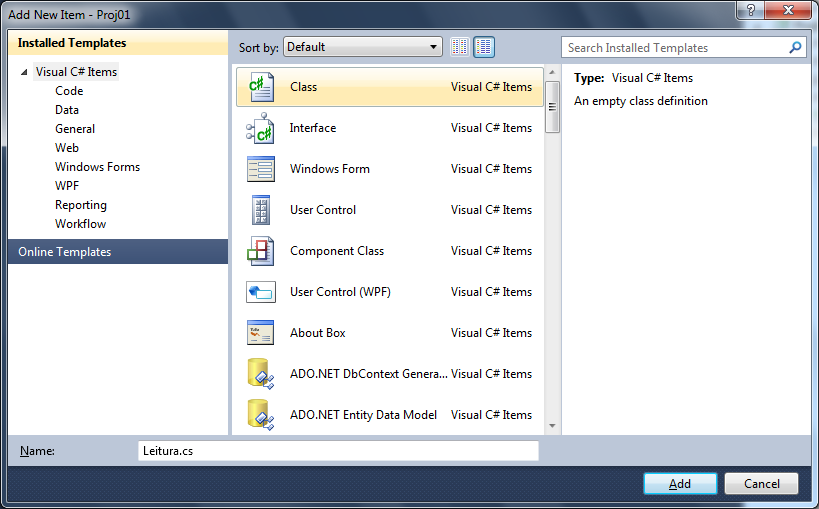 Add New Item - Proj01
Installed Templates
Visual C# Items
Code
Data
General
Web
Windows Forms
WPF
Reporting
Workflow
Online Templates
Sort by: Default
Class Visual C# Items
Interface Visual C# Items
Windows Form Visual C# Items
User Control Visual C# Items
Component Class Visual C# Items
User Control (WPF) Visual C# Items
About Box Visual C# Items
ADO.NET DbContext Genera... Visual C# Items
ADO.NET Entity Data Model Visual C# Items
Search Installed Templates
Type: Visual C# Items
An empty class definition
Name: Leitura.cs
Add Cancel